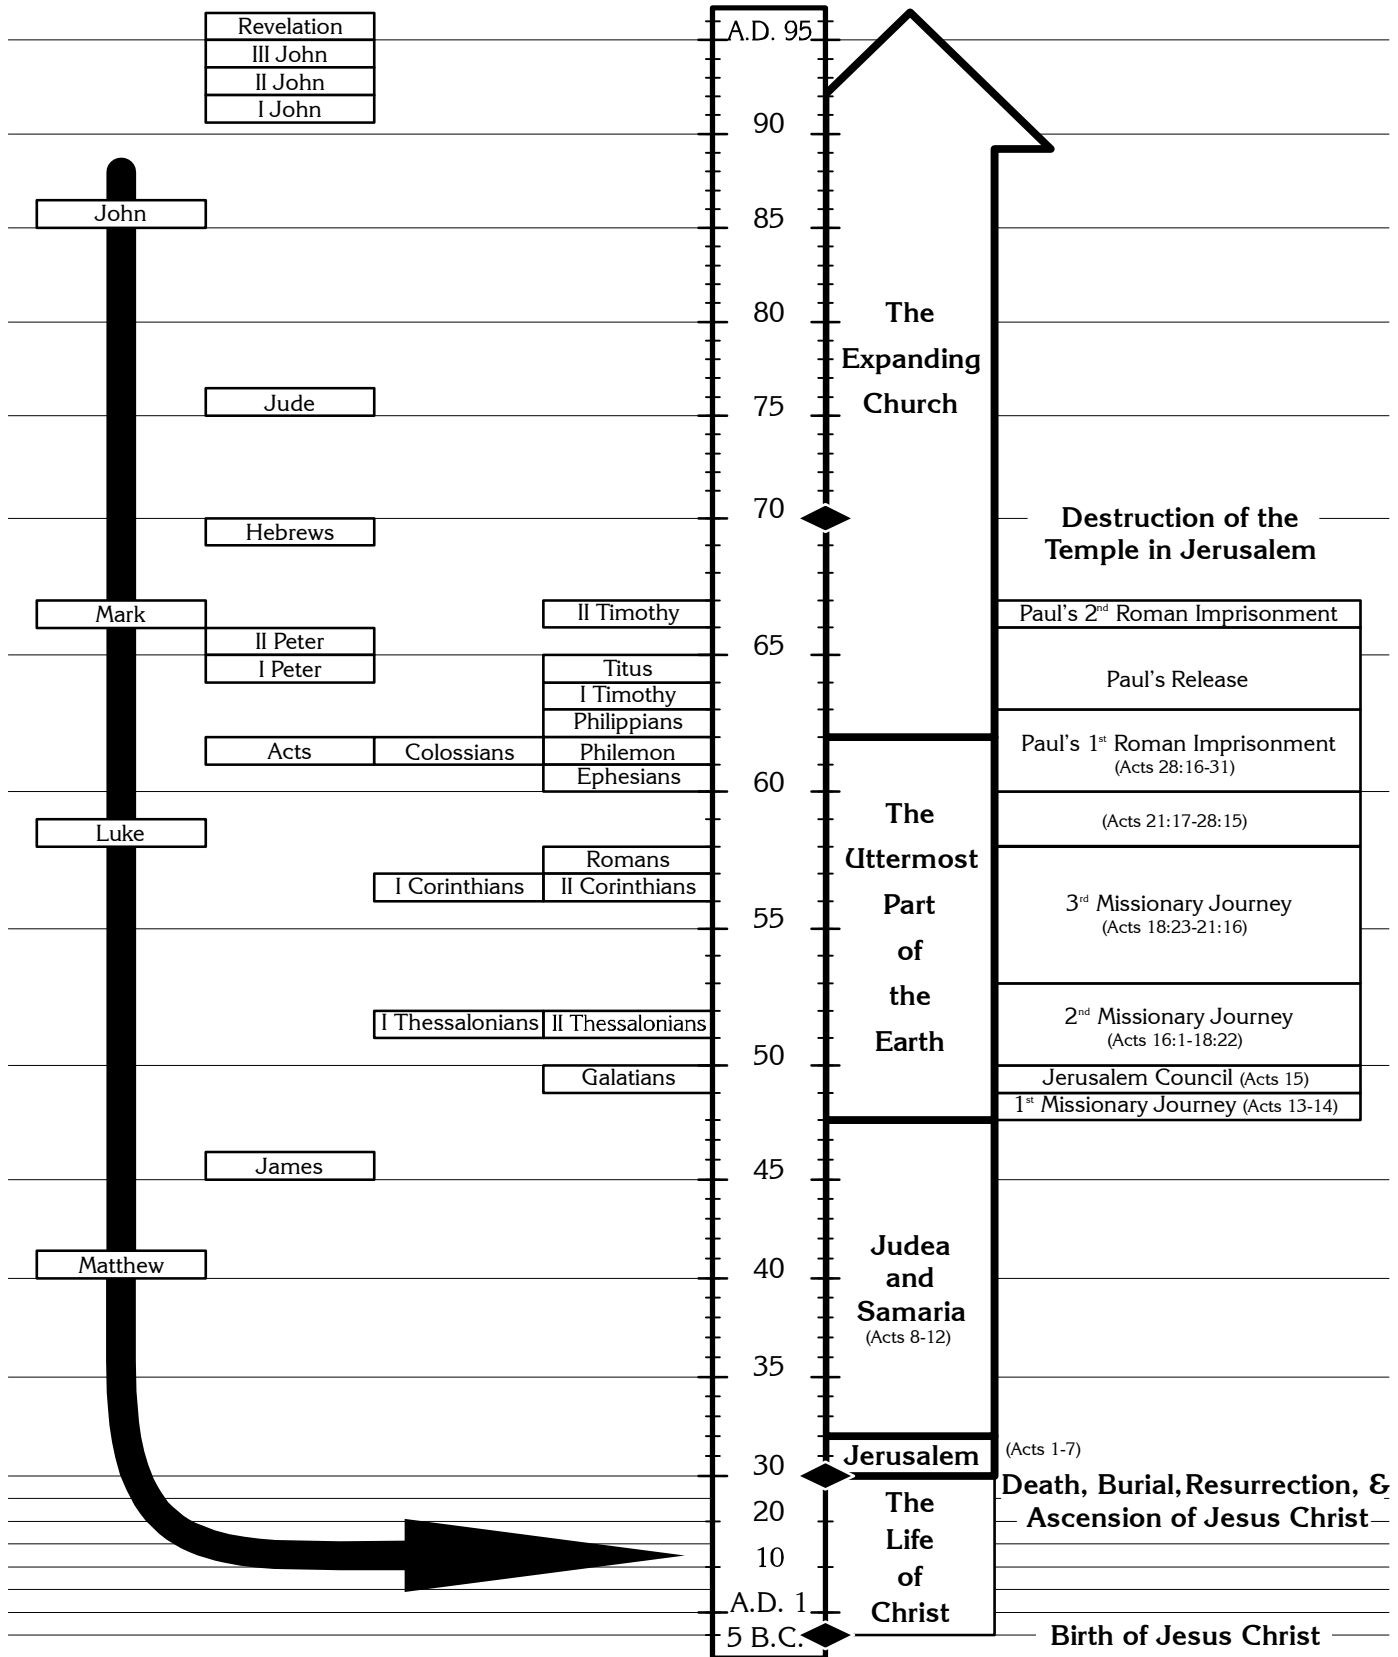 Revelation
III John
II John
I John
John
Jude
Hebrews
Mark
II Timothy
II Peter
I Peter
Titus
I Timothy
Philippians
Acts
Colossians
Philemon
Ephesians
Luke
Romans
I Corinthians
II Corinthians
I Thessalonians
II Thessalonians
Galatians
James
Matthew
A.D. 95
90
85
80
75
70
65
60
55
50
45
40
35
30
20
10
A.D. 1
5 B.C.
The
Expanding
Church
The
Uttermost
Part
of
the
Earth
Judea
and
Samaria
(Acts 8-12)
Jerusalem
The
Life
of
Christ
Destruction of the
Temple in Jerusalem
Paul's 2nd Roman Imprisonment
Paul's Release
Paul's 1st Roman Imprisonment
(Acts 28:16-31)
(Acts 21:17-28:15)
3rd Missionary Journey
(Acts 18:23-21:16)
2nd Missionary Journey
(Acts 16:1-18:22)
Jerusalem Council (Acts 15)
1st Missionary Journey (Acts 13-14)
(Acts 1-7)
Death, Burial, Resurrection, &
Ascension of Jesus Christ
Birth of Jesus Christ